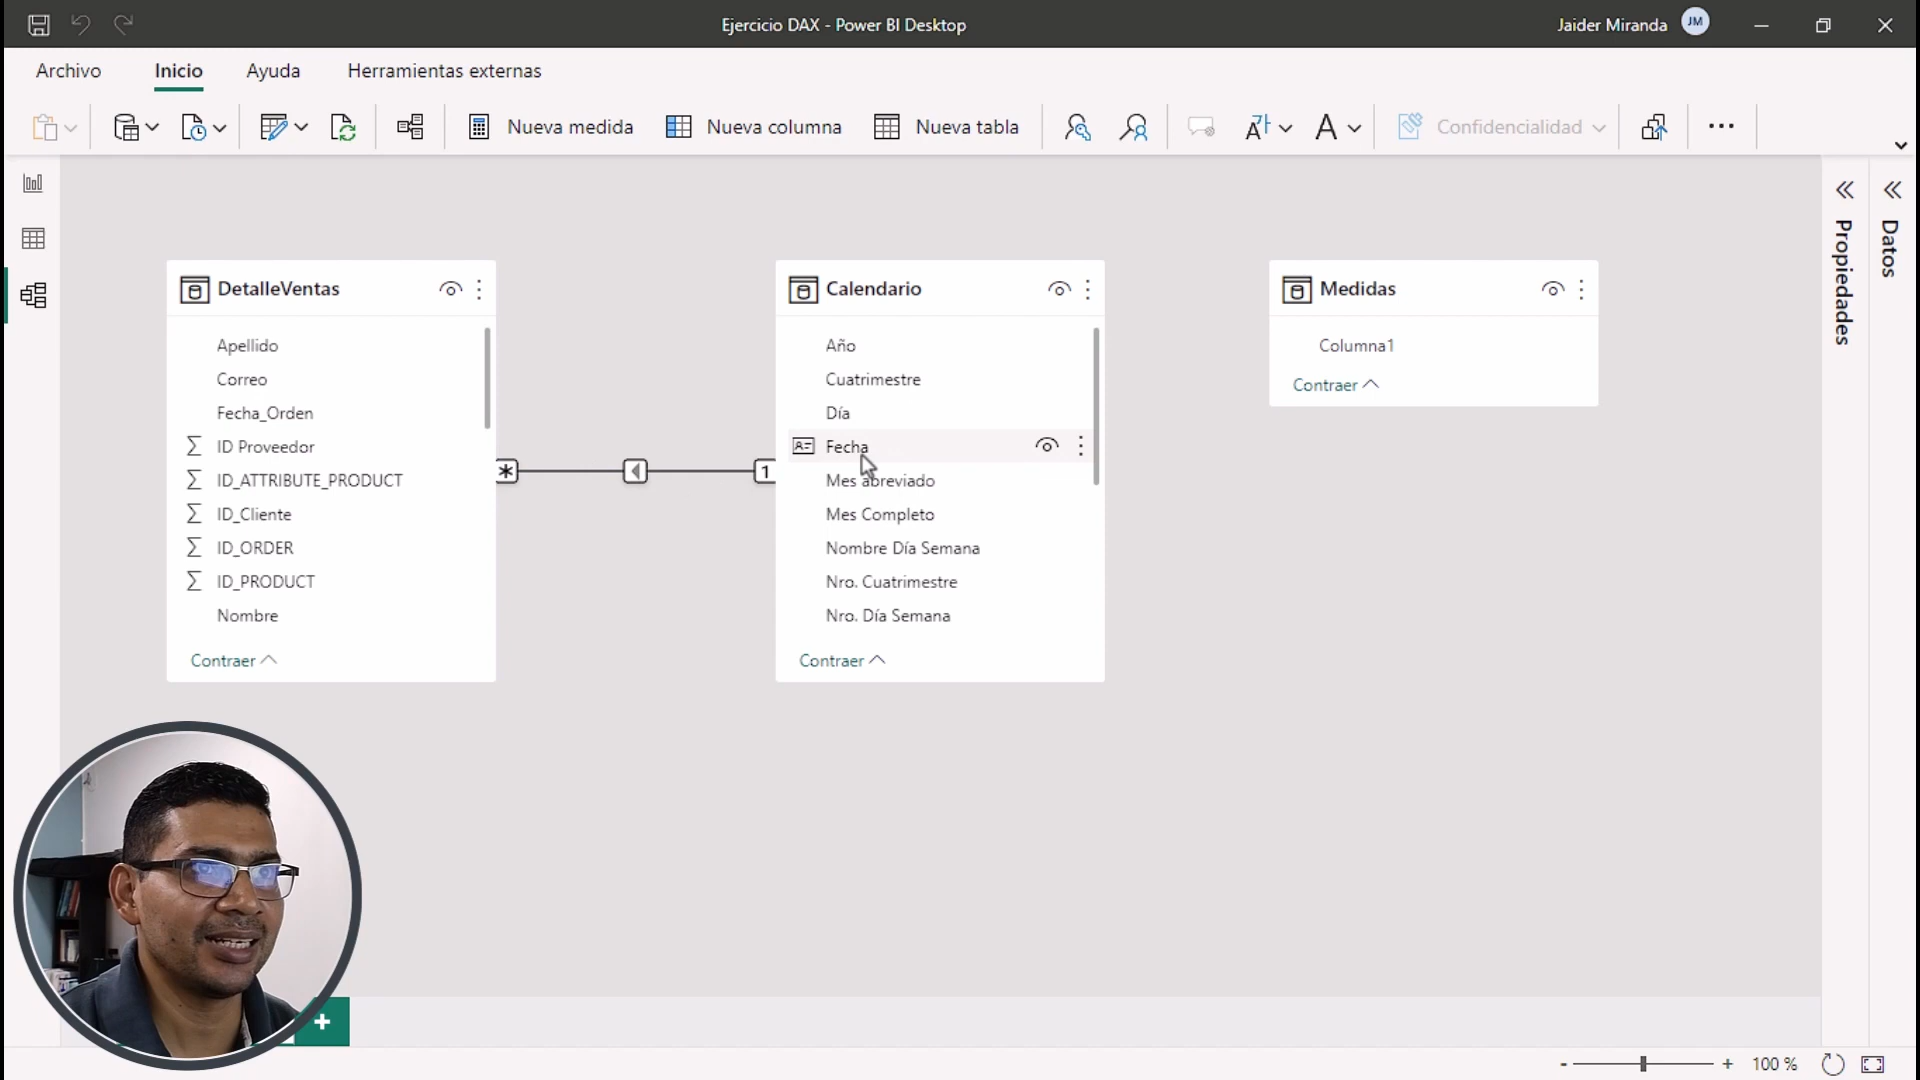 Ejercicio DAX - Power BI Desktop
Jaider Miranda
JM
Archivo
Inicio
Ayuda
Herramientas externas
Nueva medida
Nueva columna
Nueva tabla
Confidencialidad
DetalleVentas
Apellido
Correo
Fecha_Orden
ID Proveedor
ID_ATTRIBUTE_PRODUCT
ID_Cliente
ID_ORDER
ID_PRODUCT
Nombre
Contraer
1
Calendario
Año
Cuatrimestre
Día
Fecha
Mes abreviado
Mes Completo
Nombre Día Semana
Nro. Cuatrimestre
Nro. Día Semana
Contraer
Medidas
Columna1
Contraer
Propiedades
Datos
100 %